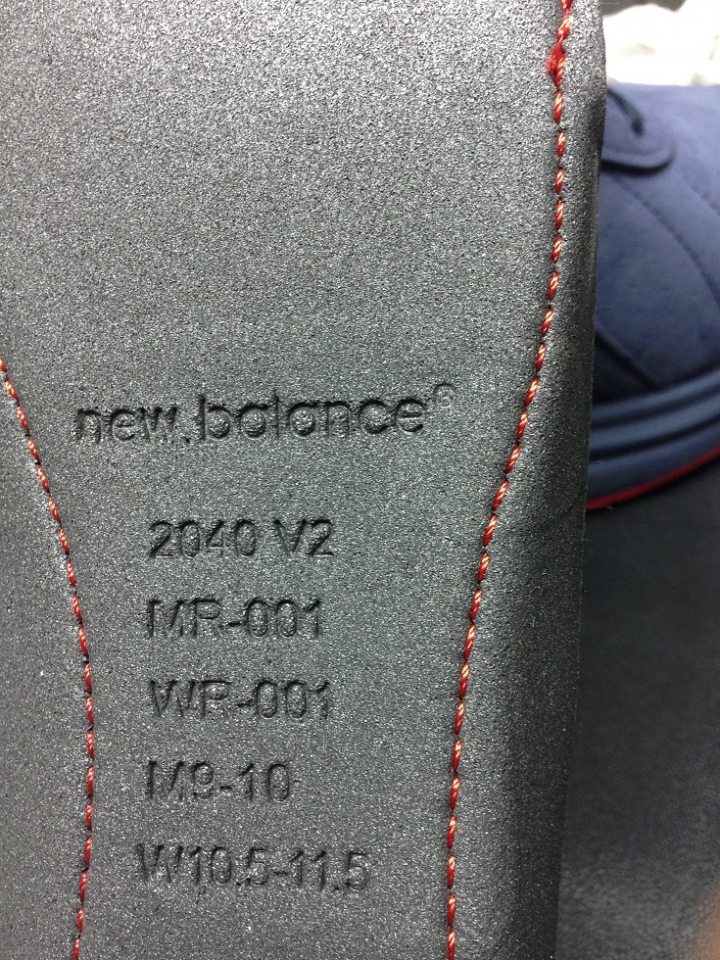 new balance®
2040 V2
MR-001
WR-001
M9-10
W10.5-11.5